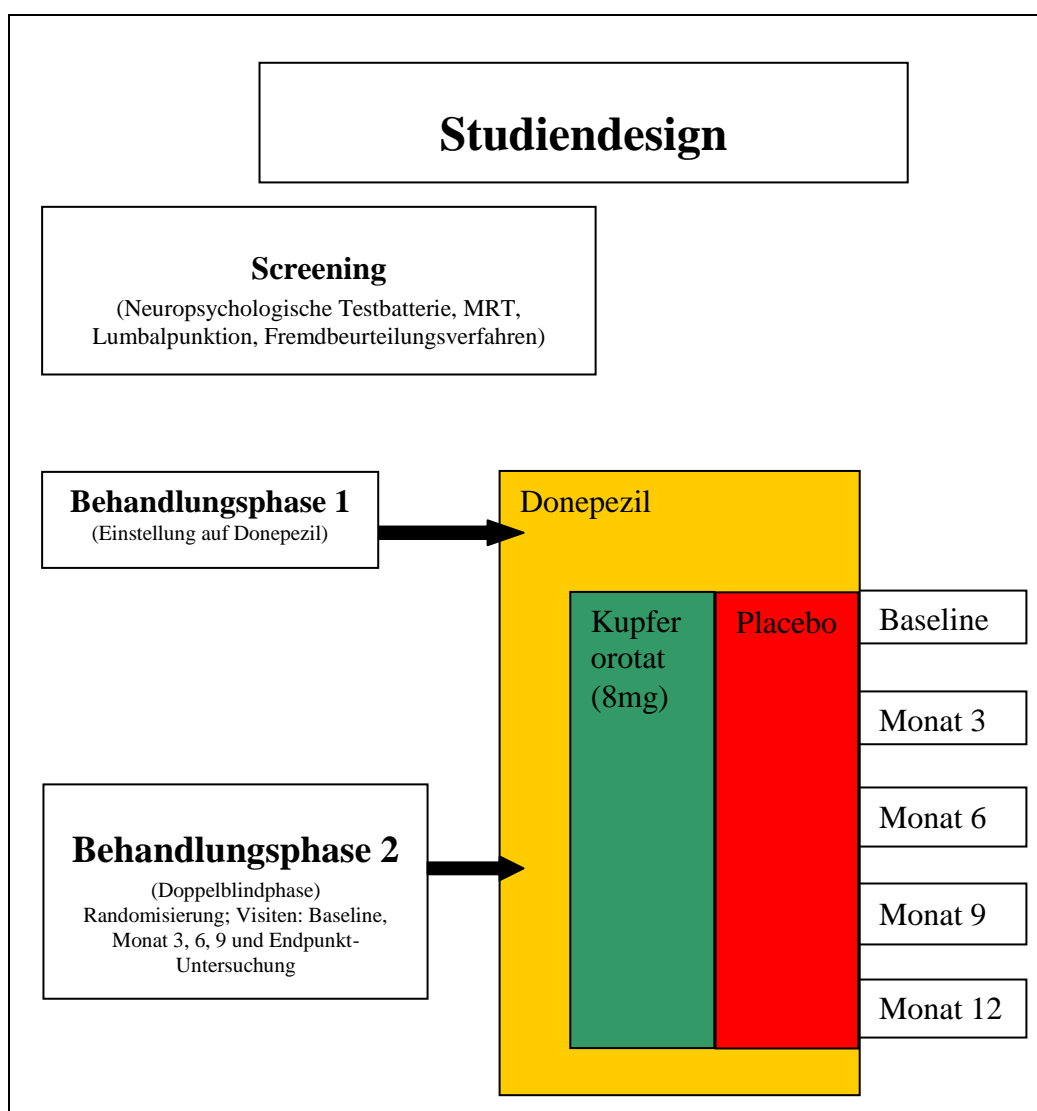 Studiendesign
Screening
(Neuropsychologische Testbatterie, MRT,
Lumbalpunktion, Fremdbeurteilungsverfahren)
Behandlungsphase 1
(Einstellung auf Donepezil)
Donepezil
Kupfer
orotat
(8mg)
Placebo
Baseline
Monat 3
Monat 6
Behandlungsphase 2
(Doppelblindphase)
Randomisierung; Visiten: Baseline,
Monat 3, 6, 9 und Endpunkt-
Untersuchung
Monat 9
Monat 12